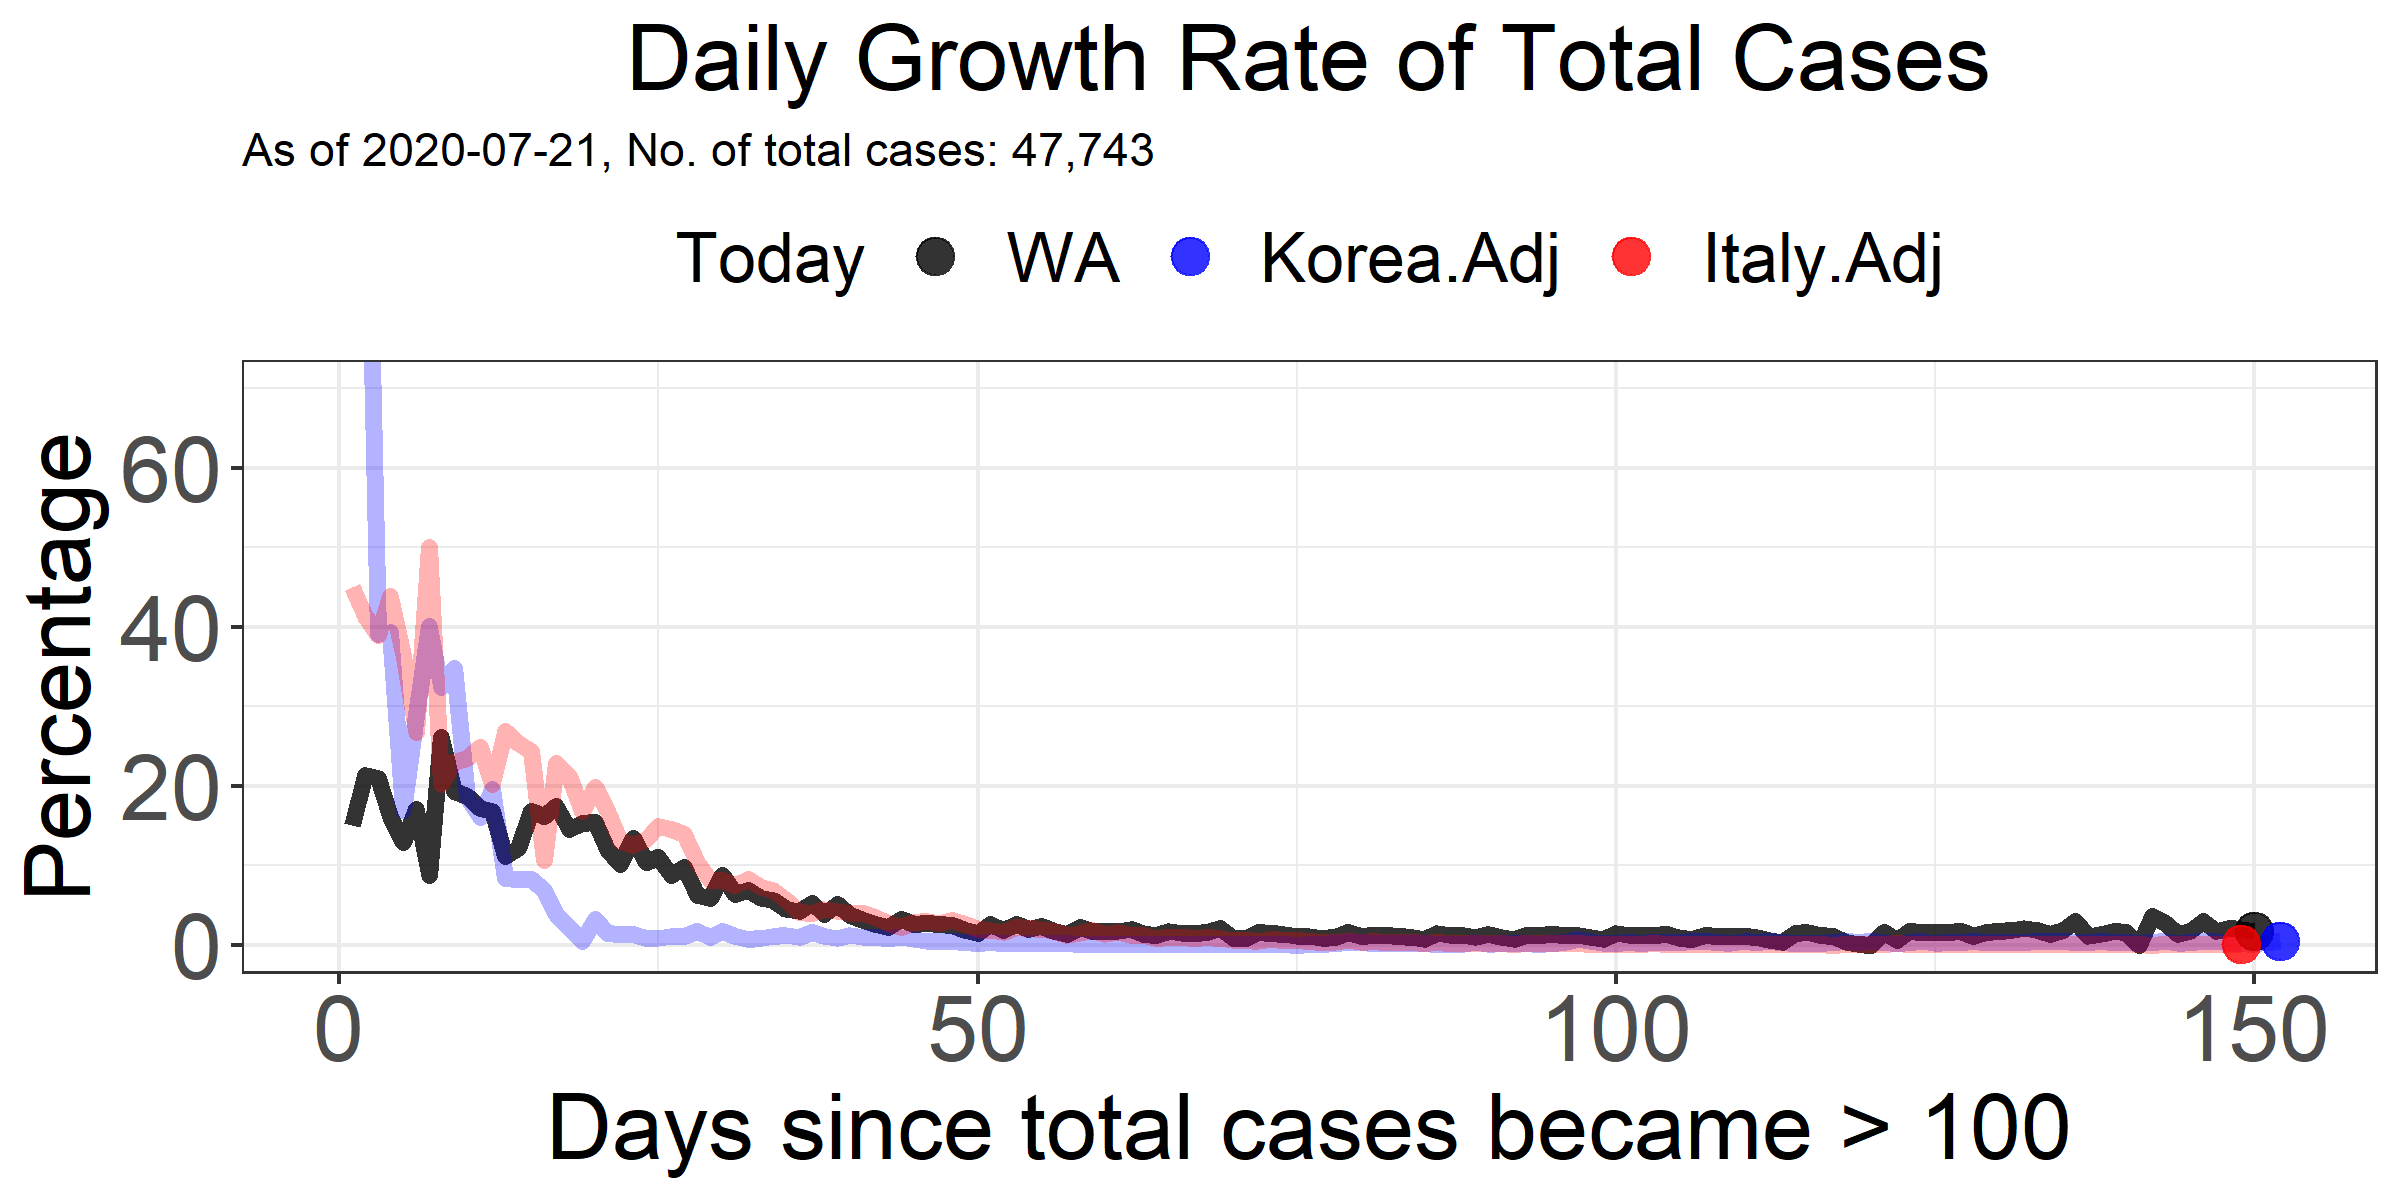 Daily Growth Rate of Total Cases
As of 2020-07-21, No. of total cases: 47,743
Today WA Korea.Adj Italy.Adj
Percentage
60
40
20
0
0 50 100 150
Days since total cases became > 100